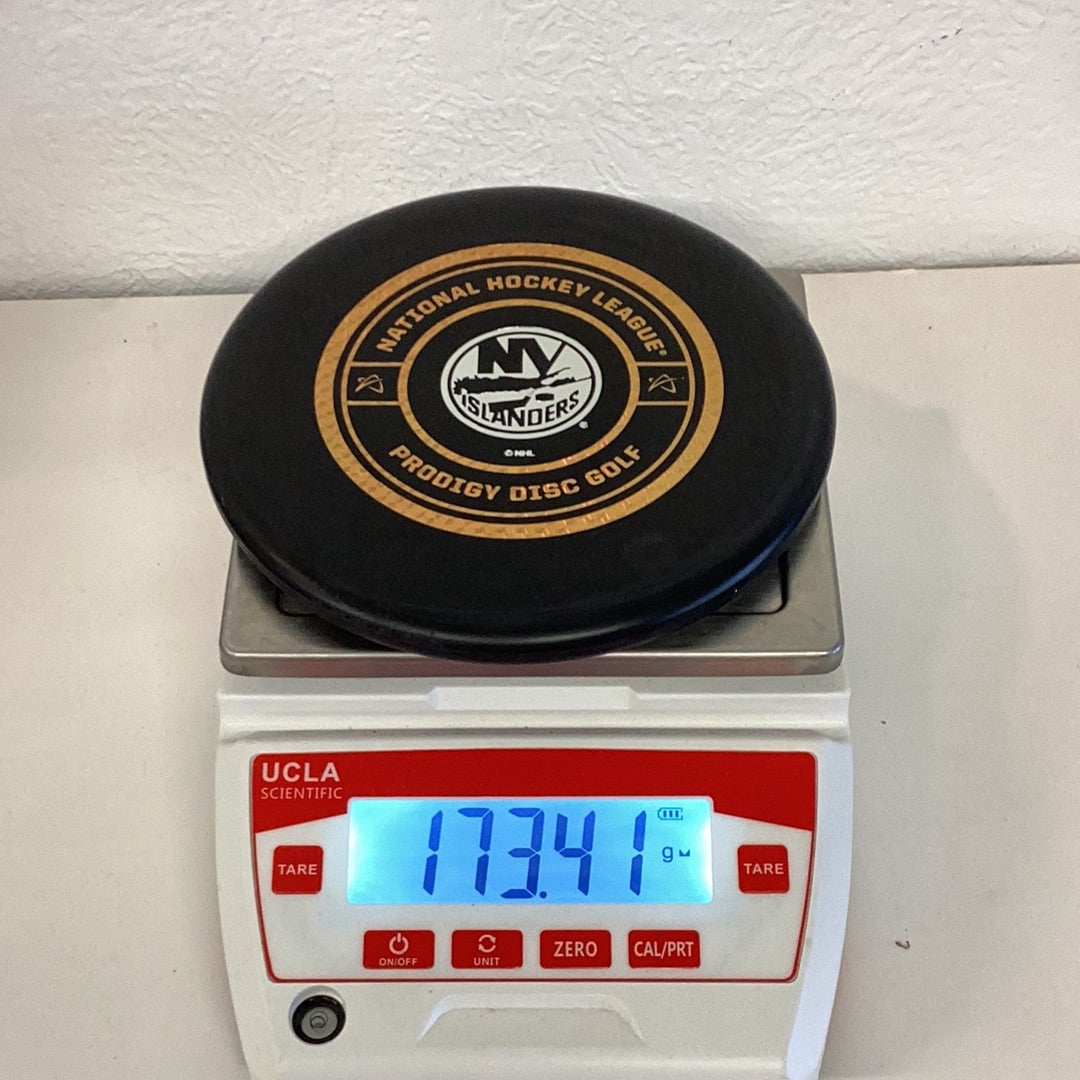 NATIONAL HOCKEY LEAGUE®
NY
ISLANDERS®
© NHL
PRODIGY DISC GOLF
UCLA
SCIENTIFIC
173.41
g
TARE
TARE
ON/OFF
UNIT
ZERO
CAL/PRT